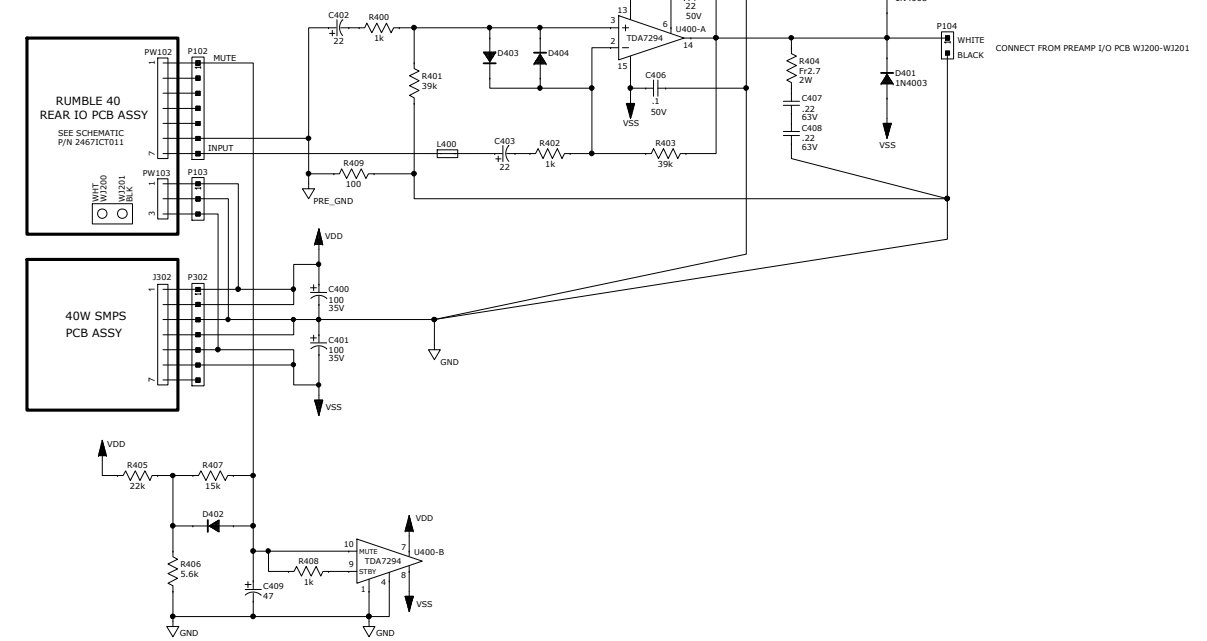 13
22
50V
1N4003
C402
+
22
R400
1k
3
+
2
−
6
U400-A
TDA7294
14
15
P104
1
WHITE
BLACK
CONNECT FROM PREAMP I/O PCB WJ200-WJ201
PW102
P102
1
1
MUTE
D403
D404
R401
39k
C406
.1
50V
VSS
R404
Fr2.7
2W
D401
1N4003
C407
.22
63V
C408
.22
63V
VSS
RUMBLE 40
REAR IO PCB ASSY
SEE SCHEMATIC
P/N 2467ICT011
7
INPUT
L400
C403
+
22
R402
1k
R403
39k
R409
100
PRE_GND
PW103
P103
1
1
3
WHT
WJ200
WJ201
BLK
VDD
J302
P302
1
1
+
C400
100
35V
40W SMPS
PCB ASSY
+
C401
100
35V
GND
7
VSS
VDD
R405
22k
R407
15k
D402
VDD
10
MUTE
7
U400-B
TDA7294
R408
1k
9
STBY
8
4
1
R406
5.6k
+
C409
47
VSS
GND
GND